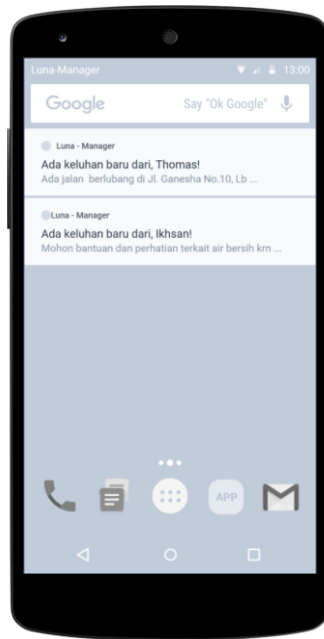 Luna-Manager 13:00
Google Say "Ok Google"
Luna - Manager
Ada keluhan baru dari, Thomas!
Ada jalan berlubang di Jl. Ganesha No.10, Lb ...
Luna - Manager
Ada keluhan baru dari, Ikhsan!
Mohon bantuan dan perhatian terkait air bersih krn ...
APP